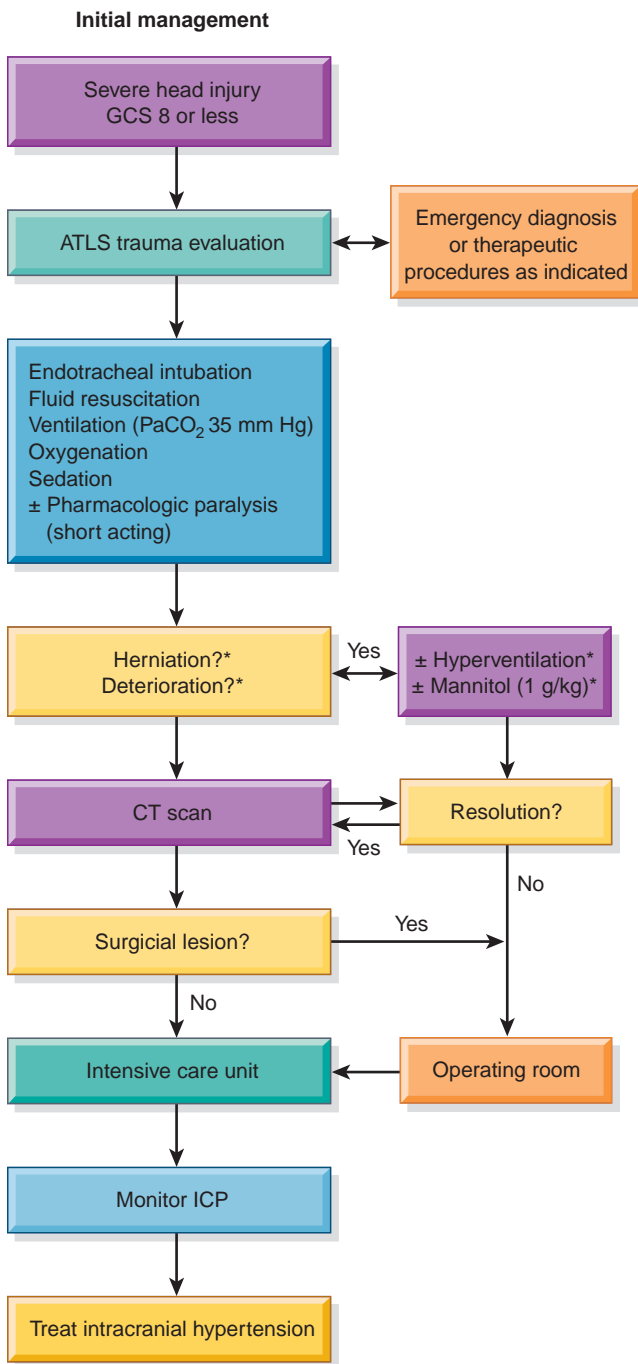 Initial management
Severe head injury
GCS 8 or less
ATLS trauma evaluation
Emergency diagnosis
or therapeutic
procedures as indicated
Endotracheal intubation
Fluid resuscitation
Ventilation (PaCO₂ 35 mm Hg)
Oxygenation
Sedation
± Pharmacologic paralysis
(short acting)
Herniation?*
Deterioration?*
Yes
± Hyperventilation*
± Mannitol (1 g/kg)*
CT scan
Yes
Resolution?
No
Surgicial lesion?
Yes
No
Intensive care unit
Operating room
Monitor ICP
Treat intracranial hypertension